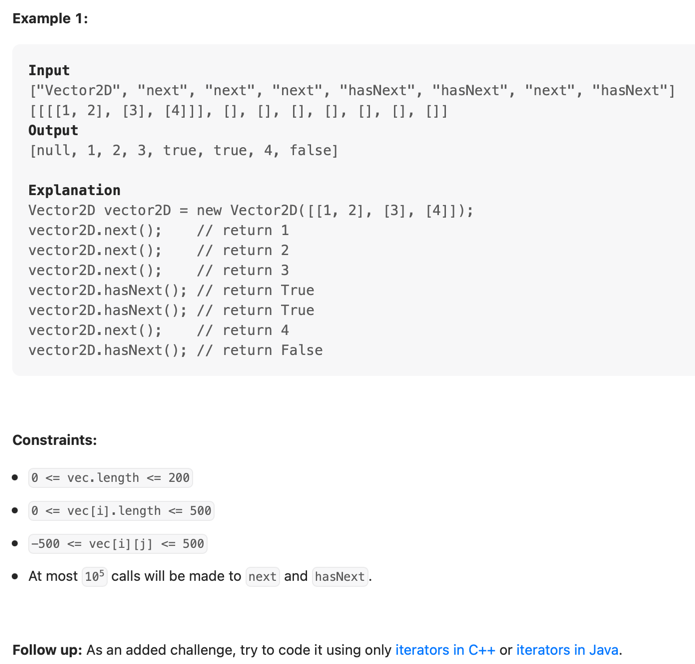 Example 1:
Input
["Vector2D", "next", "next", "next", "hasNext", "hasNext", "next", "hasNext"]
[[[[1, 2], [3], [4]]], [], [], [], [], [], [], []]
Output
[null, 1, 2, 3, true, true, 4, false]
Explanation
Vector2D vector2D = new Vector2D([[1, 2], [3], [4]]);
vector2D.next();    // return 1
vector2D.next();    // return 2
vector2D.next();    // return 3
vector2D.hasNext(); // return True
vector2D.hasNext(); // return True
vector2D.next();    // return 4
vector2D.hasNext(); // return False
Constraints:
• 0 <= vec.length <= 200
• 0 <= vec[i].length <= 500
• -500 <= vec[i][j] <= 500
• At most 10⁵ calls will be made to next and hasNext.
Follow up: As an added challenge, try to code it using only iterators in C++ or iterators in Java.